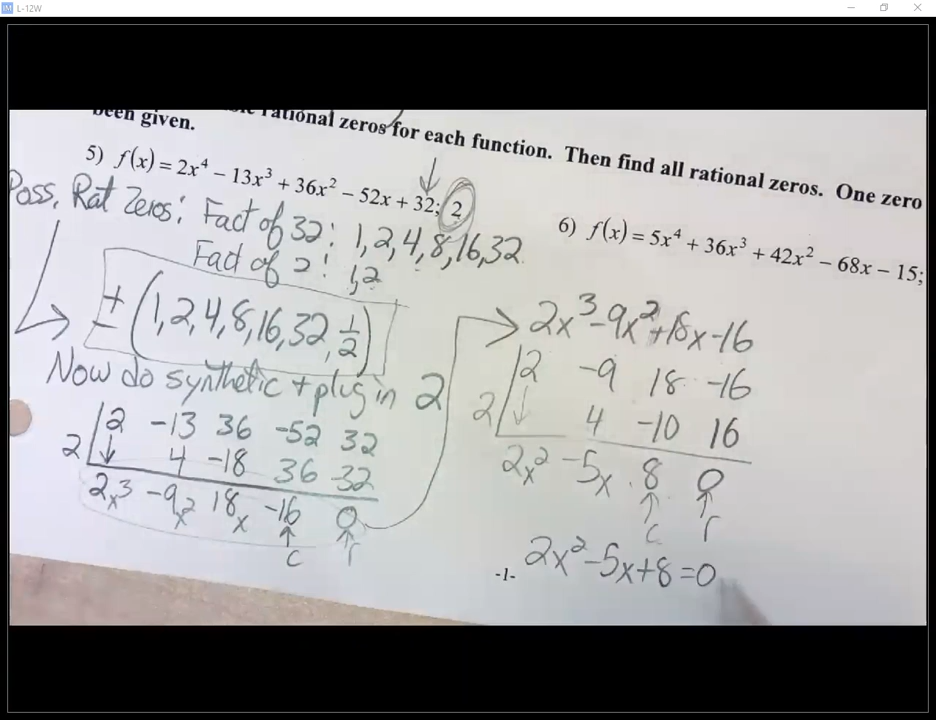 L-12W
rational zeros for each function. Then find all rational zeros. One zero
been given.
5) f(x) = 2x⁴ − 13x³ + 36x² − 52x + 32; 2
Poss. Rat Zeros: Fact of 32: 1,2,4,8,16,32
Fact of 2: 1,2
± (1,2,4,8,16,32,1/2)
Now do synthetic + plug in 2
2 | 2 -13 36 -52 32
4 -18 36 -32
2x³ -9x² 18x -16 0
C r
6) f(x) = 5x⁴ + 36x³ + 42x² − 68x − 15;
2x³-9x²+18x-16
2 | 2 -9 18 -16
4 -10 16
2x² -5x 8 0
C r
2x²-5x+8=0
-1-